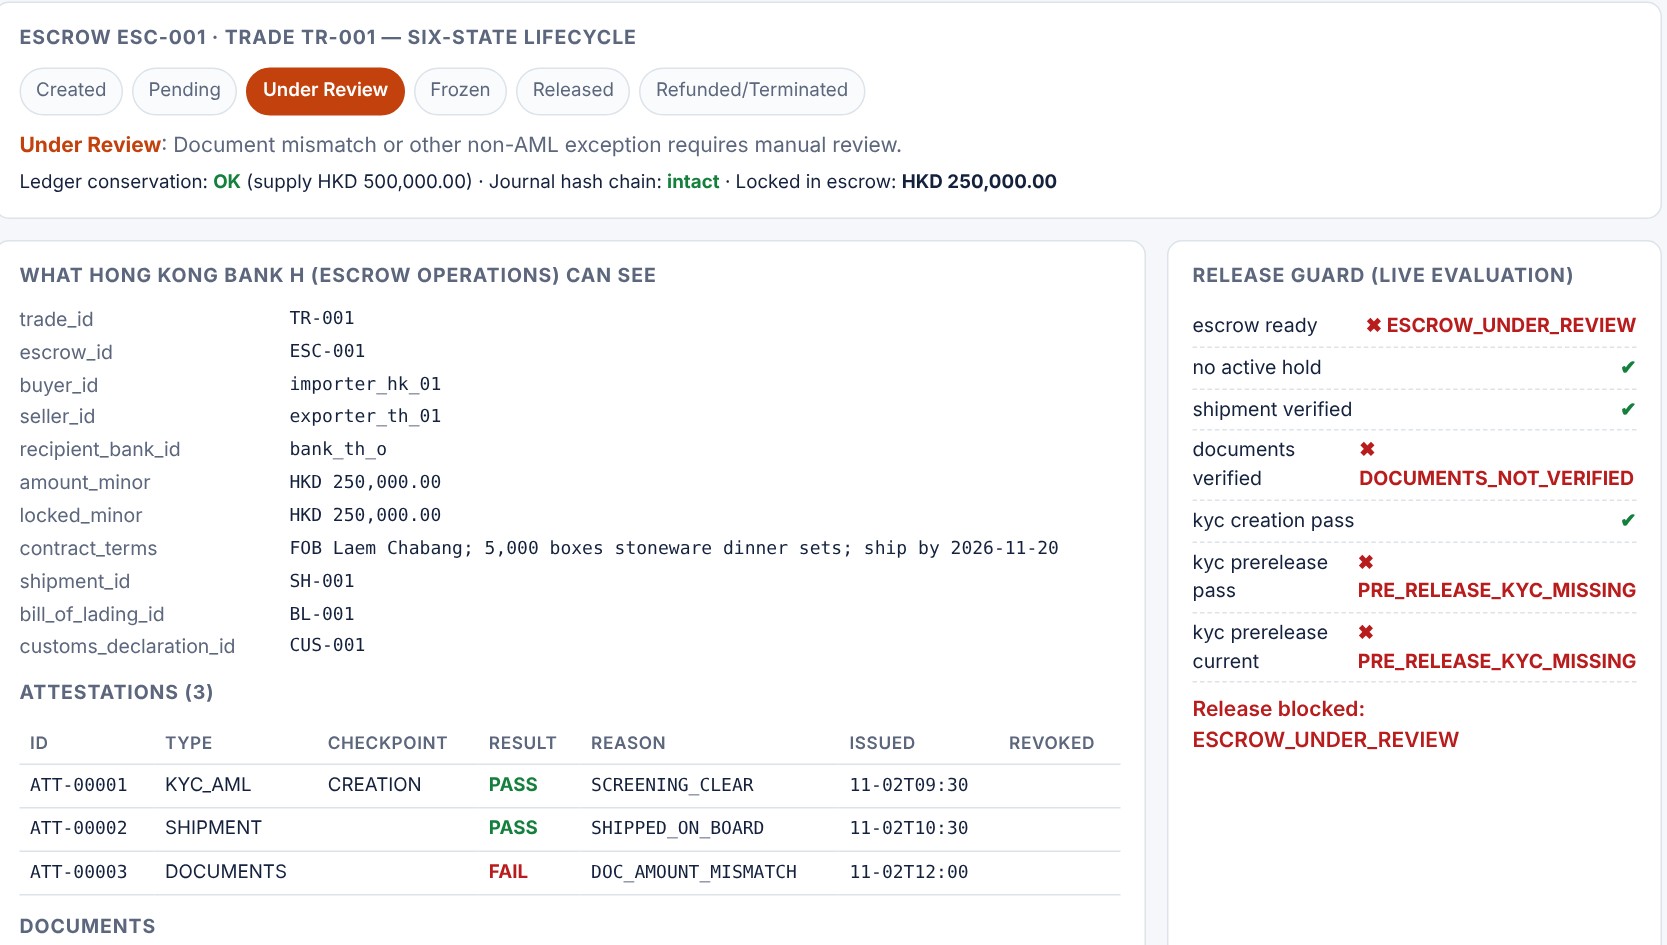 ESCROW ESC-001 · TRADE TR-001 — SIX-STATE LIFECYCLE
Created Pending Under Review Frozen Released Refunded/Terminated
Under Review: Document mismatch or other non-AML exception requires manual review.
Ledger conservation: OK (supply HKD 500,000.00) · Journal hash chain: intact · Locked in escrow: HKD 250,000.00
WHAT HONG KONG BANK H (ESCROW OPERATIONS) CAN SEE
trade_id TR-001
escrow_id ESC-001
buyer_id importer_hk_01
seller_id exporter_th_01
recipient_bank_id bank_th_o
amount_minor HKD 250,000.00
locked_minor HKD 250,000.00
contract_terms FOB Laem Chabang; 5,000 boxes stoneware dinner sets; ship by 2026-11-20
shipment_id SH-001
bill_of_lading_id BL-001
customs_declaration_id CUS-001
ATTESTATIONS (3)
ID TYPE CHECKPOINT RESULT REASON ISSUED REVOKED
ATT-00001 KYC_AML CREATION PASS SCREENING_CLEAR 11-02T09:30
ATT-00002 SHIPMENT PASS SHIPPED_ON_BOARD 11-02T10:30
ATT-00003 DOCUMENTS FAIL DOC_AMOUNT_MISMATCH 11-02T12:00
DOCUMENTS
RELEASE GUARD (LIVE EVALUATION)
escrow ready ✖ ESCROW_UNDER_REVIEW
no active hold ✔
shipment verified ✔
documents ✖
verified DOCUMENTS_NOT_VERIFIED
kyc creation pass ✔
kyc prerelease ✖
pass PRE_RELEASE_KYC_MISSING
kyc prerelease ✖
current PRE_RELEASE_KYC_MISSING
Release blocked:
ESCROW_UNDER_REVIEW